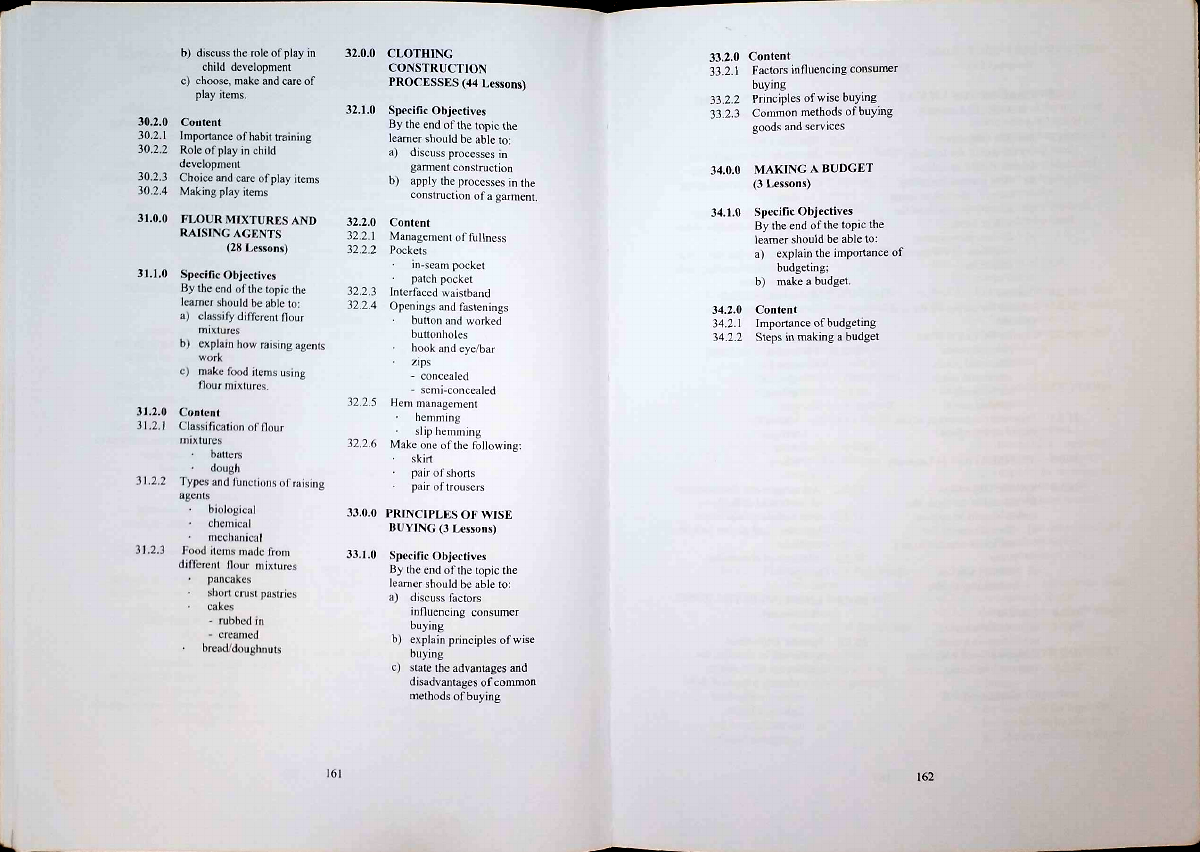 b) discuss the role of play in
child development
c) choose, make and care of
play items.
30.2.0 Content
30.2.1 Importance of habit training
30.2.2 Role of play in child
development
30.2.3 Choice and care of play items
30.2.4 Making play items
31.0.0 FLOUR MIXTURES AND
RAISING AGENTS
(28 Lessons)
31.1.0 Specific Objectives
By the end of the topic the
learner should be able to:
a) classify different flour
mixtures
b) explain how raising agents
work
c) make food items using
flour mixtures.
31.2.0 Content
31.2.1 Classification of flour
mixtures
· batters
· dough
31.2.2 Types and functions of raising
agents
· biological
· chemical
· mechanical
31.2.3 Food items made from
different flour mixtures
· pancakes
· short crust pastries
· cakes
- rubbed in
- creamed
· bread/doughnuts
32.0.0 CLOTHING
CONSTRUCTION
PROCESSES (44 Lessons)
32.1.0 Specific Objectives
By the end of the topic the
learner should be able to:
a) discuss processes in
garment construction
b) apply the processes in the
construction of a garment.
32.2.0 Content
32.2.1 Management of fullness
32.2.2 Pockets
· in-seam pocket
· patch pocket
32.2.3 Interfaced waistband
32.2.4 Openings and fastenings
· button and worked
buttonholes
· hook and eye/bar
· zips
- concealed
- semi-concealed
32.2.5 Hem management
· hemming
· slip hemming
32.2.6 Make one of the following:
· skirt
· pair of shorts
· pair of trousers
33.0.0 PRINCIPLES OF WISE
BUYING (3 Lessons)
33.1.0 Specific Objectives
By the end of the topic the
learner should be able to:
a) discuss factors
influencing consumer
buying
b) explain principles of wise
buying
c) state the advantages and
disadvantages of common
methods of buying
161
33.2.0 Content
33.2.1 Factors influencing consumer
buying
33.2.2 Principles of wise buying
33.2.3 Common methods of buying
goods and services
34.0.0 MAKING A BUDGET
(3 Lessons)
34.1.0 Specific Objectives
By the end of the topic the
learner should be able to:
a) explain the importance of
budgeting;
b) make a budget.
34.2.0 Content
34.2.1 Importance of budgeting
34.2.2 Steps in making a budget
162